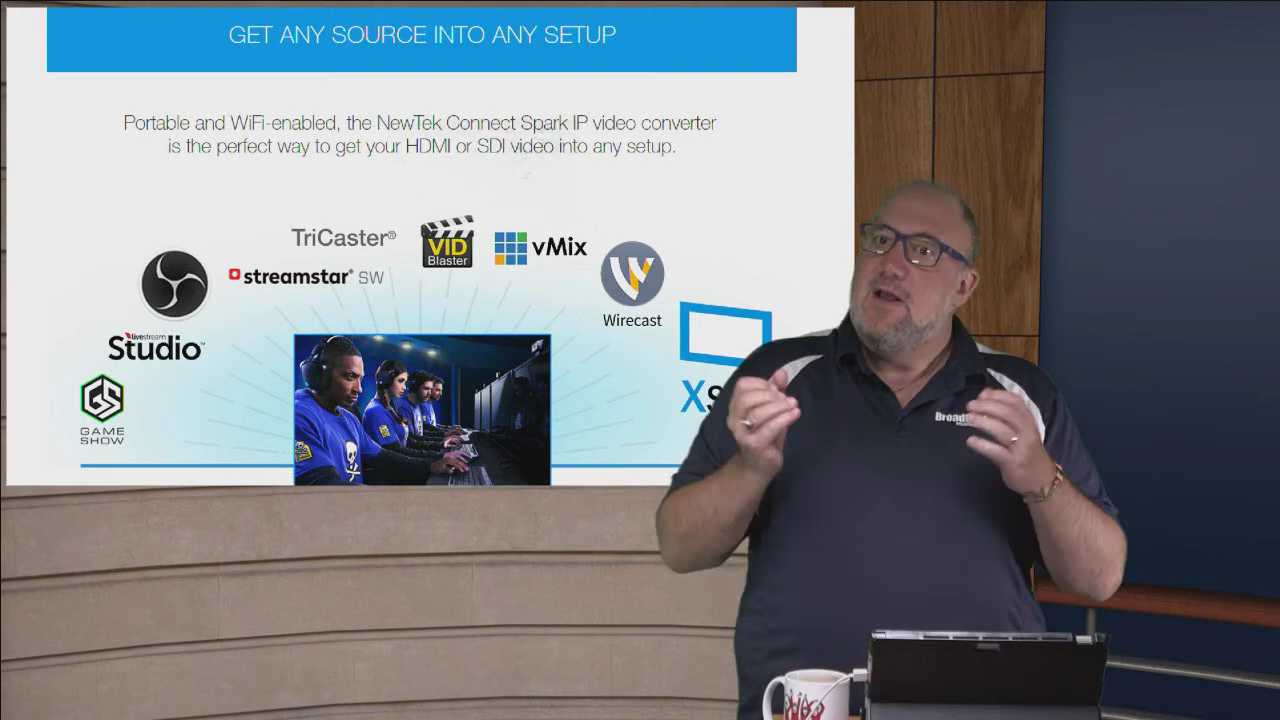 GET ANY SOURCE INTO ANY SETUP
Portable and WiFi-enabled, the NewTek Connect Spark IP video converter
is the perfect way to get your HDMI or SDI video into any setup.
TriCaster®
VID
Blaster
vMix
streamstar® SW
Wirecast
livestream
Studio™
GS
GAME
SHOW